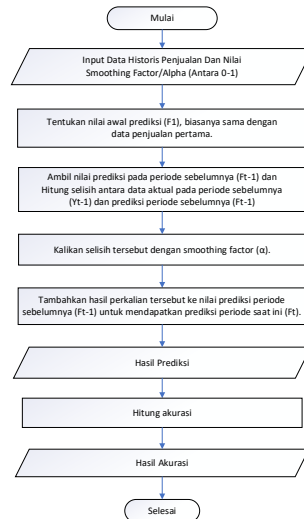 Mulai
Input Data Historis Penjualan Dan Nilai
Smoothing Factor/Alpha (Antara 0-1)
Tentukan nilai awal prediksi (F1), biasanya sama dengan
data penjualan pertama.
Ambil nilai prediksi pada periode sebelumnya (Ft-1) dan
Hitung selisih antara data aktual pada periode sebelumnya
(Yt-1) dan prediksi periode sebelumnya (Ft-1)
Kalikan selisih tersebut dengan smoothing factor (α).
Tambahkan hasil perkalian tersebut ke nilai prediksi periode
sebelumnya (Ft-1) untuk mendapatkan prediksi periode saat ini (Ft).
Hasil Prediksi
Hitung akurasi
Hasil Akurasi
Selesai